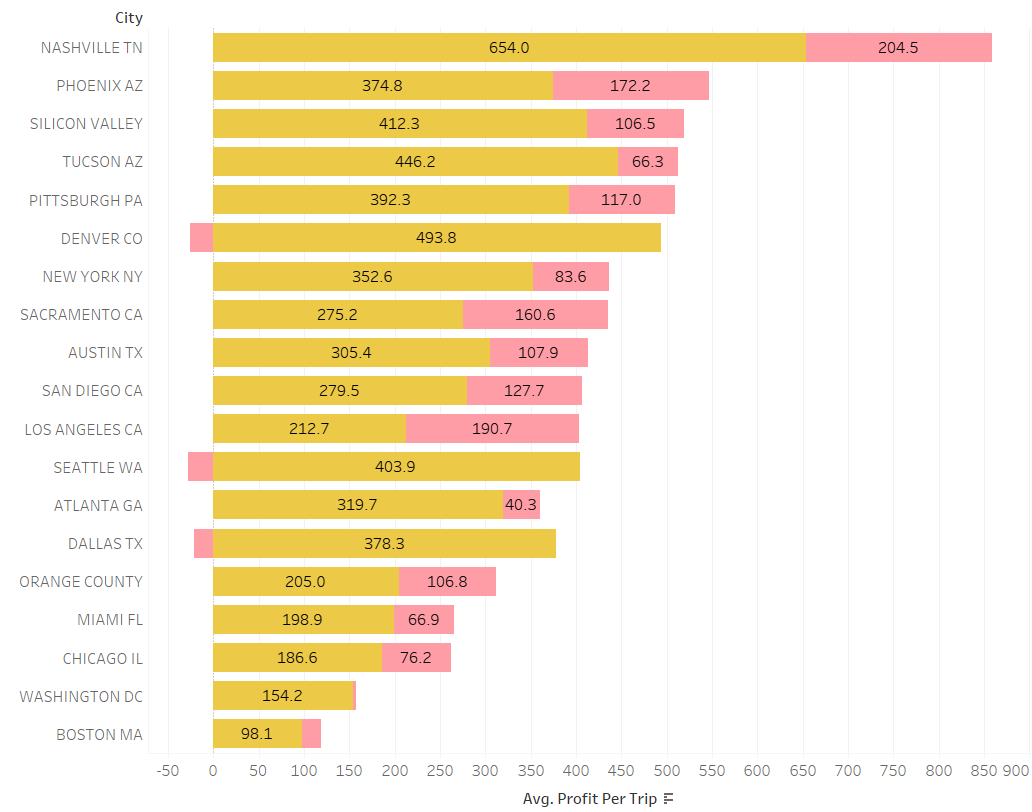 City
NASHVILLE TN 654.0 204.5
PHOENIX AZ 374.8 172.2
SILICON VALLEY 412.3 106.5
TUCSON AZ 446.2 66.3
PITTSBURGH PA 392.3 117.0
DENVER CO 493.8
NEW YORK NY 352.6 83.6
SACRAMENTO CA 275.2 160.6
AUSTIN TX 305.4 107.9
SAN DIEGO CA 279.5 127.7
LOS ANGELES CA 212.7 190.7
SEATTLE WA 403.9
ATLANTA GA 319.7 40.3
DALLAS TX 378.3
ORANGE COUNTY 205.0 106.8
MIAMI FL 198.9 66.9
CHICAGO IL 186.6 76.2
WASHINGTON DC 154.2
BOSTON MA 98.1
-50 0 50 100 150 200 250 300 350 400 450 500 550 600 650 700 750 800 850 900
Avg. Profit Per Trip